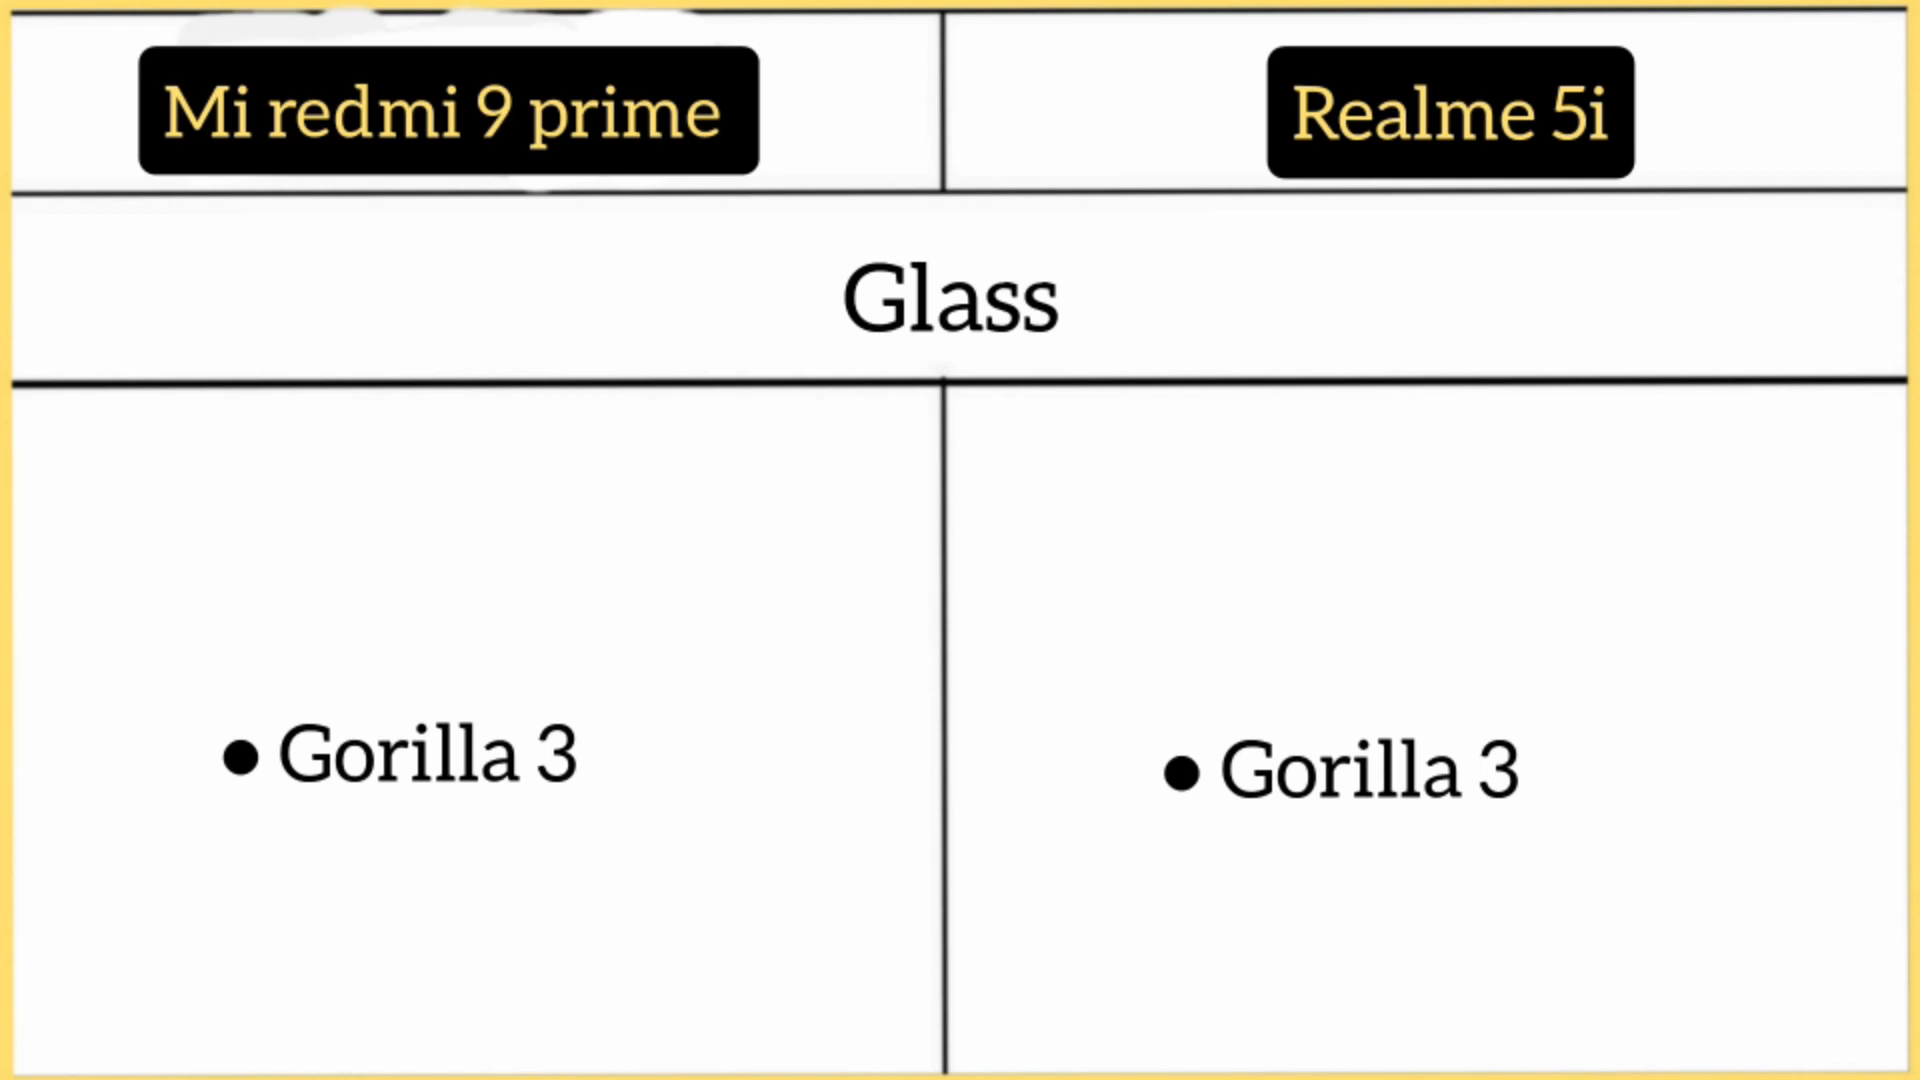 Mi redmi 9 prime
Realme 5i
Glass
• Gorilla 3
• Gorilla 3